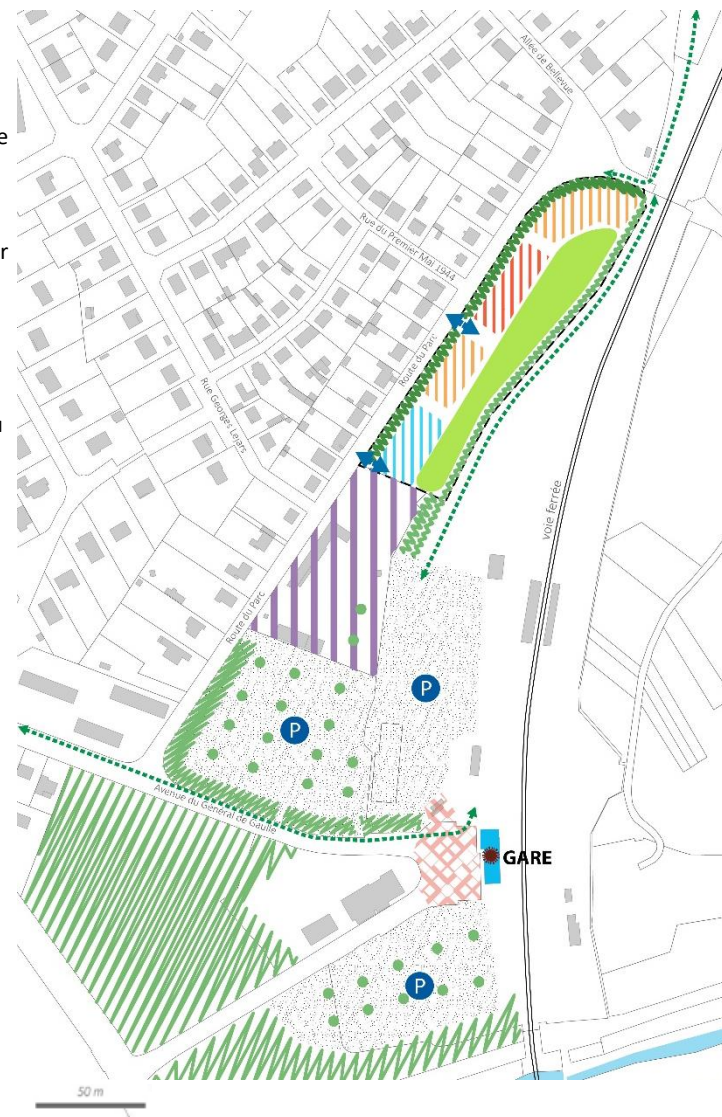 Allée de Bellevue
e
r
Rue du Premier Mai 1944
Route du Parc
Rue Georges Lejars
u
voie ferrée
Route du Parc
P
P
Avenue du Général de Gaulle
GARE
P
50 m